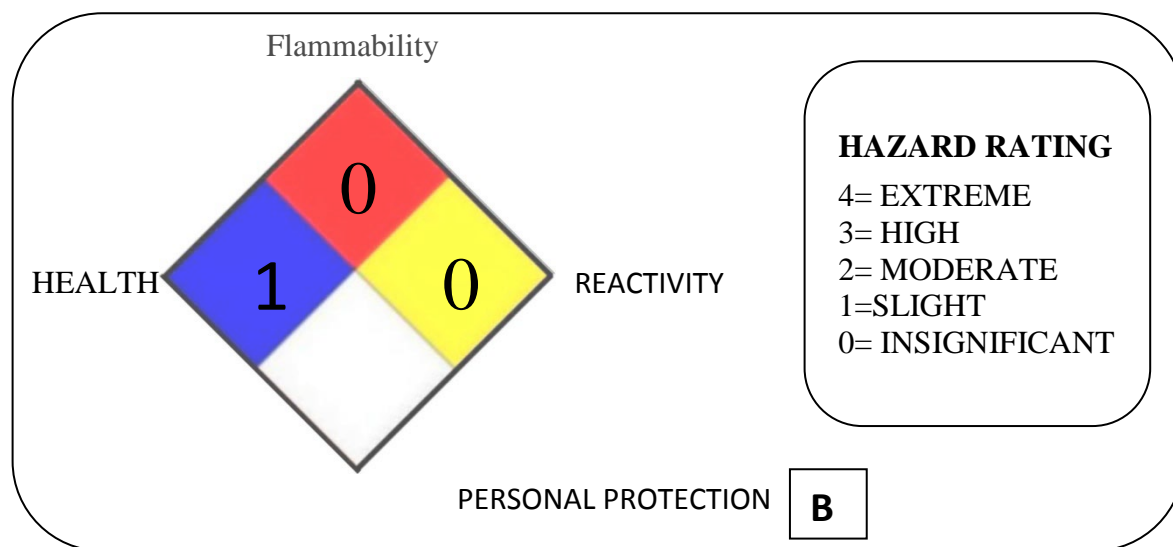 Flammability
0
HEALTH
1
0
REACTIVITY
PERSONAL PROTECTION B
HAZARD RATING
4= EXTREME
3= HIGH
2= MODERATE
1=SLIGHT
0= INSIGNIFICANT